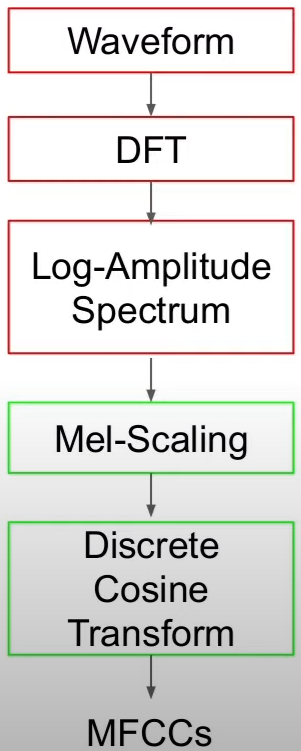 Waveform
DFT
Log-Amplitude
Spectrum
Mel-Scaling
Discrete
Cosine
Transform
MFCCs